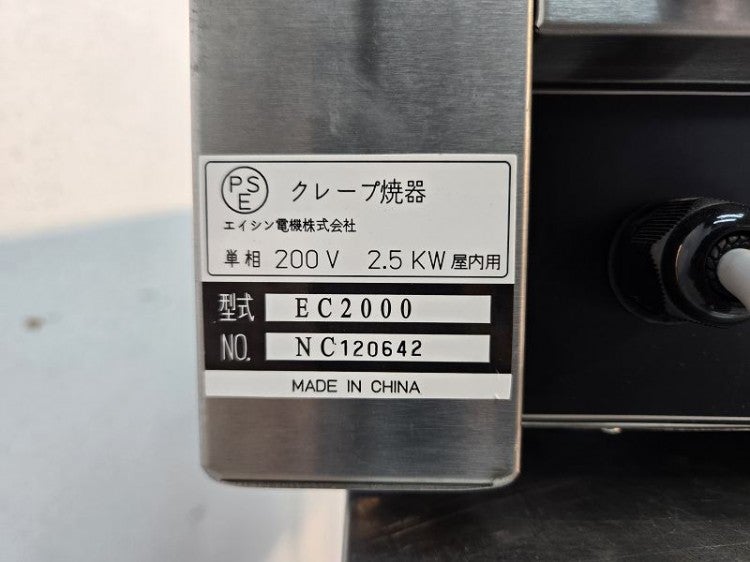 PSE クレープ焼器
エイシン電機株式会社
単相 200V 2.5KW 屋内用
型式 EC2000
NO. NC120642
MADE IN CHINA